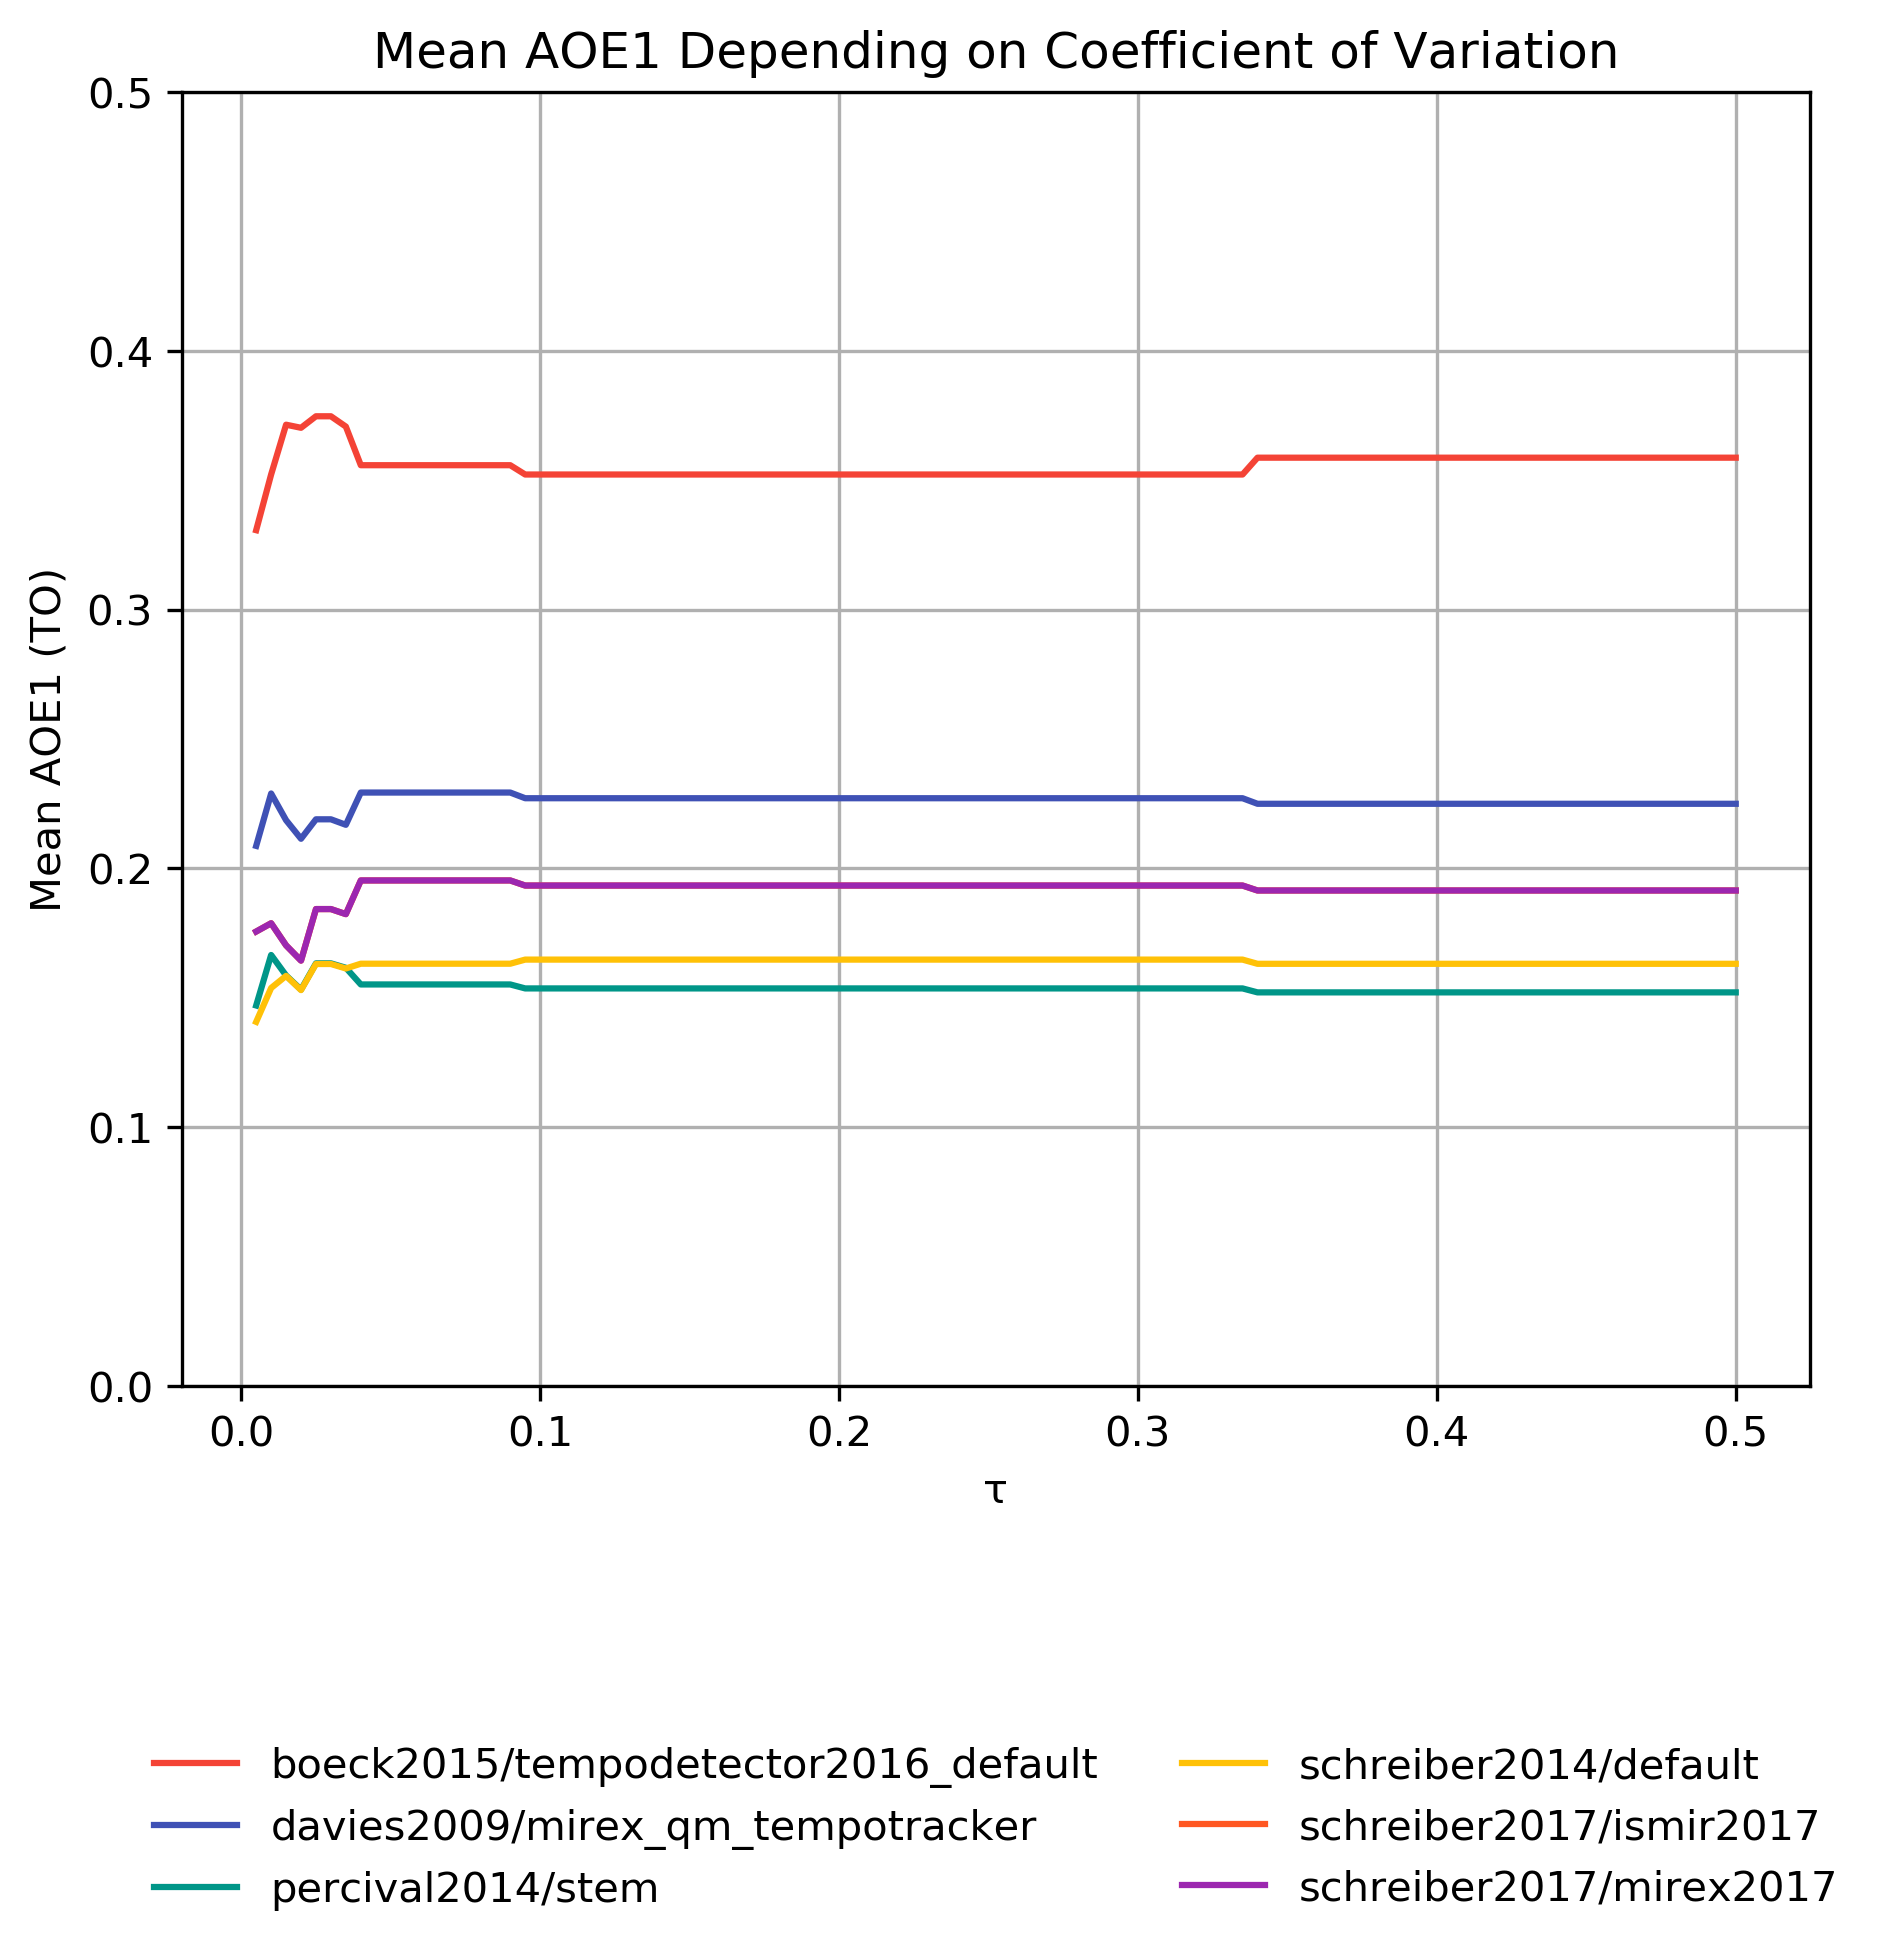 Mean AOE1 Depending on Coefficient of Variation
0.5
0.4
0.3
0.2
0.1
0.0
Mean AOE1 (TO)
0.0 0.1 0.2 0.3 0.4 0.5
τ
boeck2015/tempodetector2016_default
davies2009/mirex_qm_tempotracker
percival2014/stem
schreiber2014/default
schreiber2017/ismir2017
schreiber2017/mirex2017